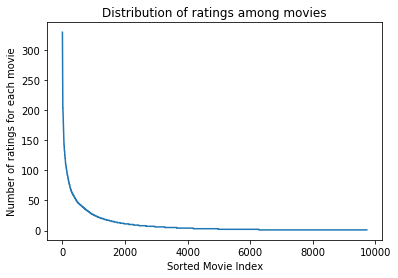 Distribution of ratings among movies
Number of ratings for each movie
300
250
200
150
100
50
0
0 2000 4000 6000 8000 10000
Sorted Movie Index